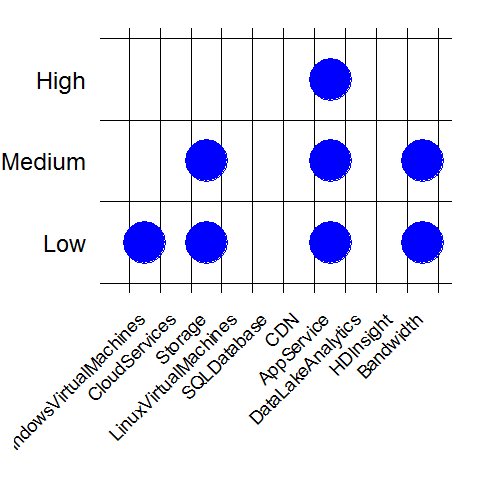 High
Medium
Low
ndowsVirtualMachines
CloudServices
Storage
LinuxVirtualMachines
SQLDatabase
CDN
AppService
DataLakeAnalytics
HDInsight
Bandwidth